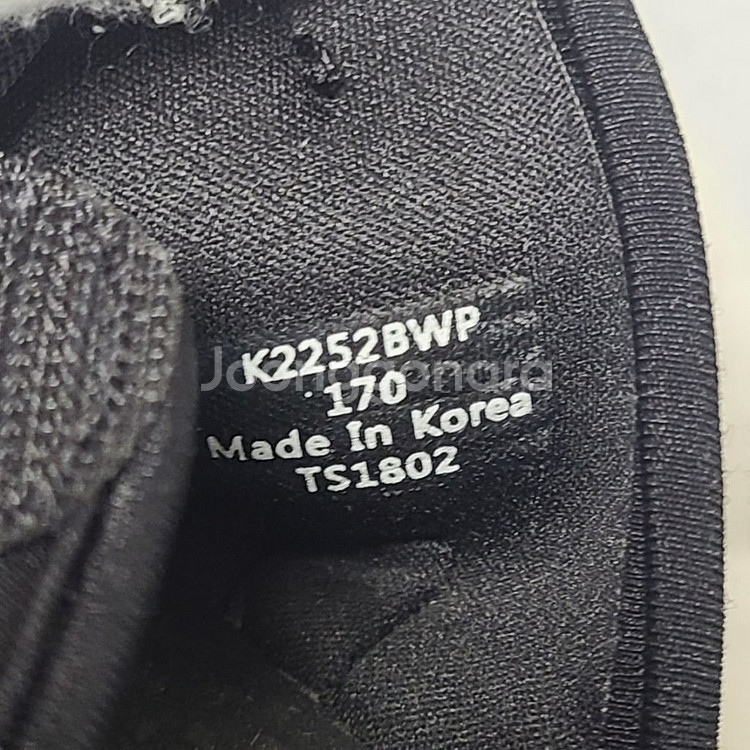 K2252BWP
Joonggonara
170
Made In Korea
TS1802